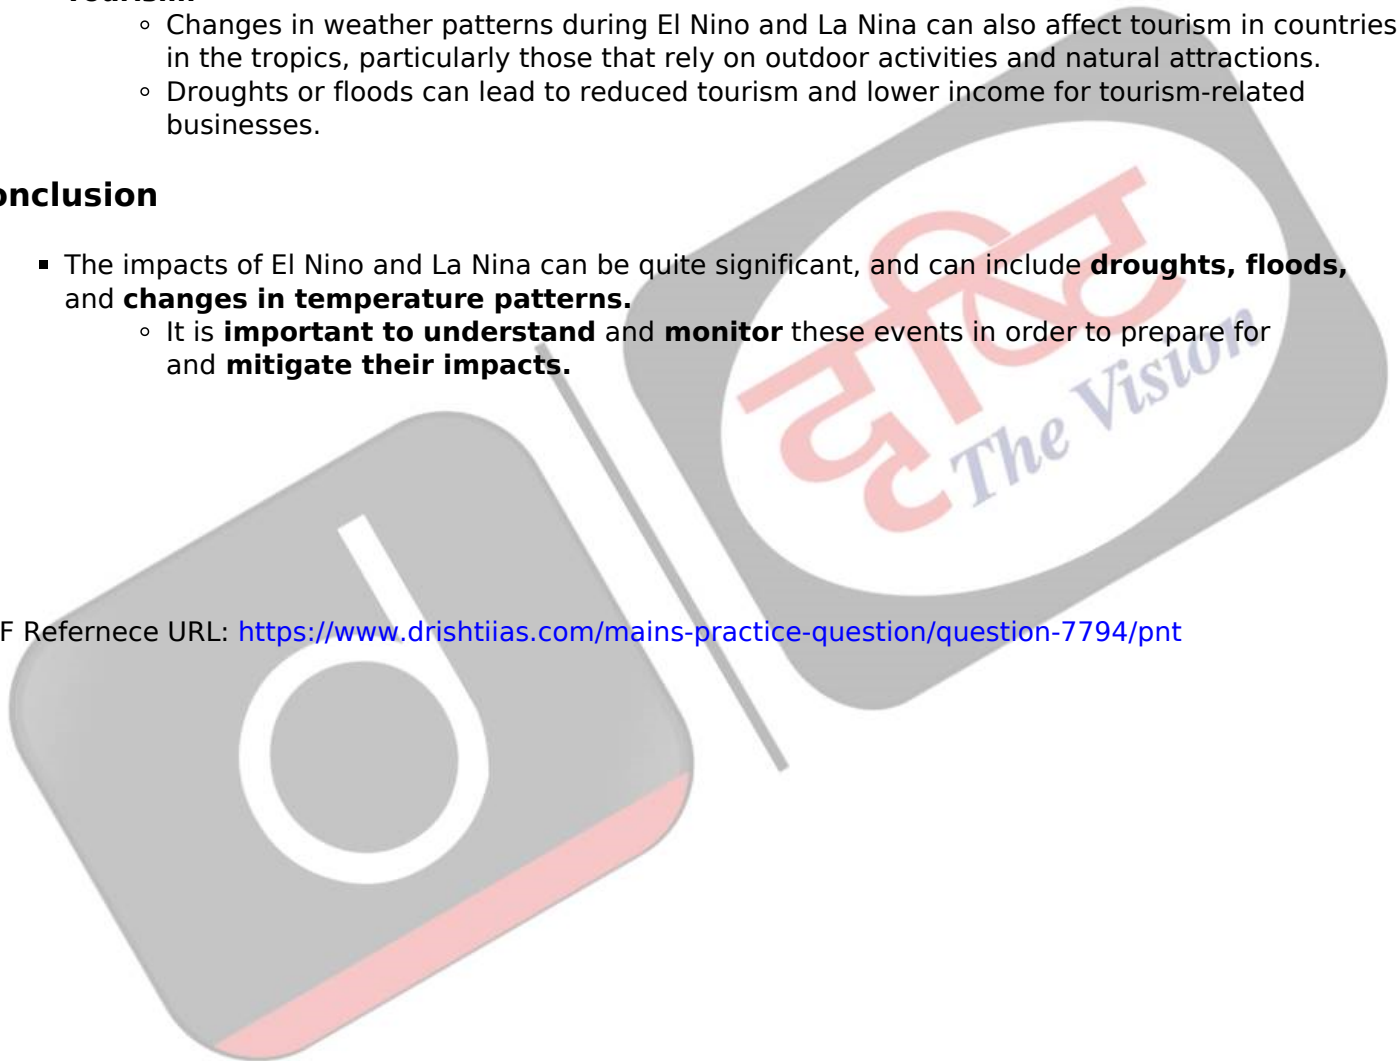 Tourism:
◦ Changes in weather patterns during El Nino and La Nina can also affect tourism in countries
in the tropics, particularly those that rely on outdoor activities and natural attractions.
◦ Droughts or floods can lead to reduced tourism and lower income for tourism-related
businesses.
onclusion
▪ The impacts of El Nino and La Nina can be quite significant, and can include droughts, floods,
and changes in temperature patterns.
◦ It is important to understand and monitor these events in order to prepare for
and mitigate their impacts.
दृष्टि
The Vision
d
F Refernece URL: https://www.drishtiias.com/mains-practice-question/question-7794/pnt